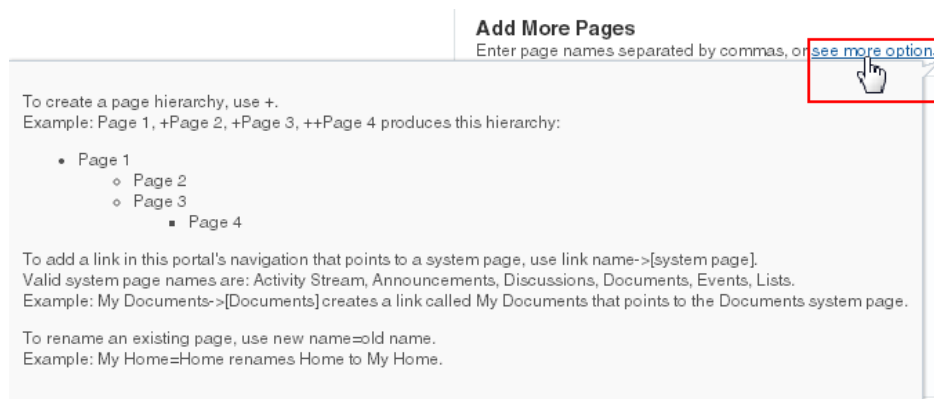 Add More Pages
Enter page names separated by commas, or see more option
To create a page hierarchy, use +.
Example: Page 1, +Page 2, +Page 3, ++Page 4 produces this hierarchy:
Page 1
Page 2
Page 3
Page 4
To add a link in this portal's navigation that points to a system page, use link name->[system page].
Valid system page names are: Activity Stream, Announcements, Discussions, Documents, Events, Lists.
Example: My Documents->[Documents] creates a link called My Documents that points to the Documents system page.
To rename an existing page, use new name=old name.
Example: My Home=Home renames Home to My Home.